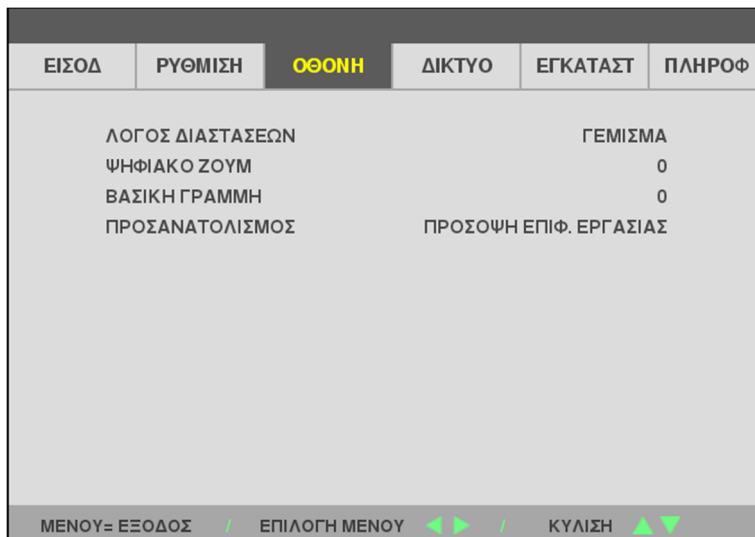 ΕΙΣΟΔ ΡΥΘΜΙΣΗ ΟΘΟΝΗ ΔΙΚΤΥΟ ΕΓΚΑΤΑΣΤ ΠΛΗΡΟΦ
ΛΟΓΟΣ ΔΙΑΣΤΑΣΕΩΝ ΓΕΜΙΣΜΑ
ΨΗΦΙΑΚΟ ΖΟΥΜ 0
ΒΑΣΙΚΗ ΓΡΑΜΜΗ 0
ΠΡΟΣΑΝΑΤΟΛΙΣΜΟΣ ΠΡΟΣΟΨΗ ΕΠΙΦ. ΕΡΓΑΣΙΑΣ
ΜΕΝΟΥ= ΕΞΟΔΟΣ / ΕΠΙΛΟΓΗ ΜΕΝΟΥ ◀ ▶ / ΚΥΛΙΣΗ ▲ ▼